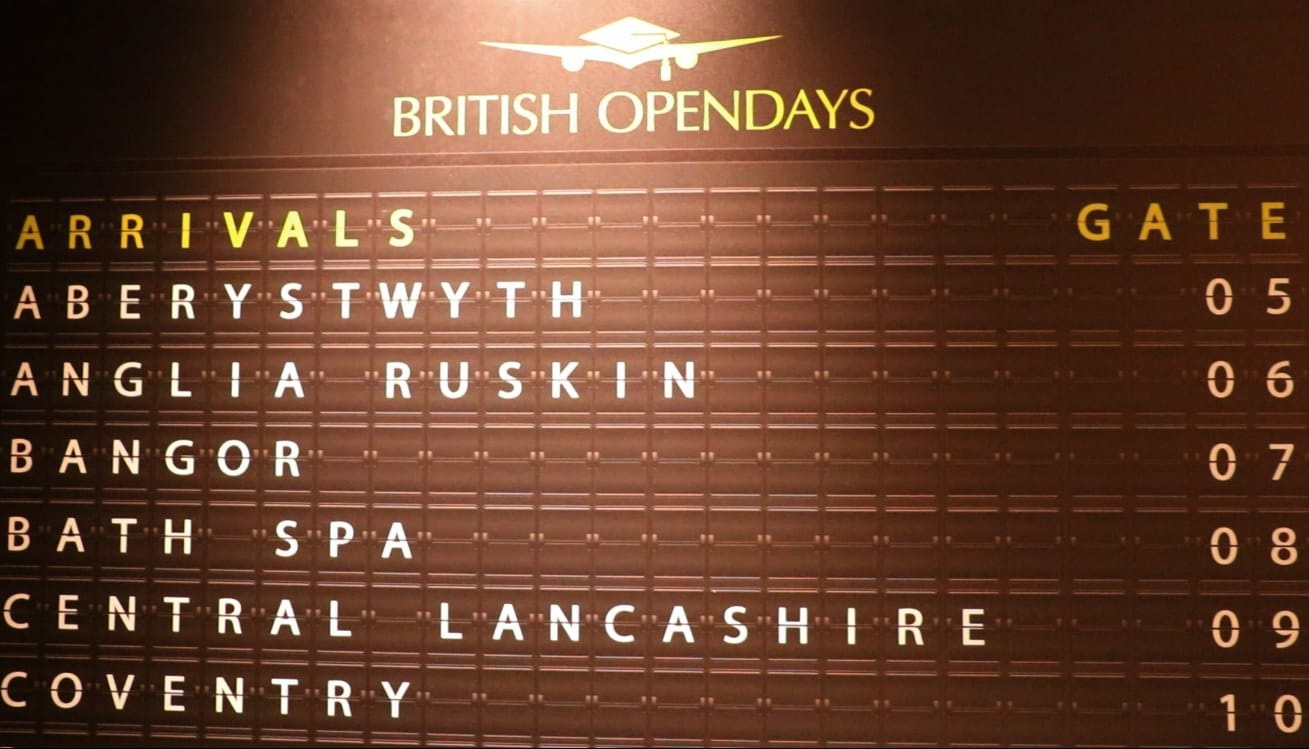 BRITISH OPENDAYS
ARRIVALS GATE
ABERYSTWYTH 05
ANGLIA RUSKIN 06
BANGOR 07
BATH SPA 08
CENTRAL LANCASHIRE 09
COVENTRY 10